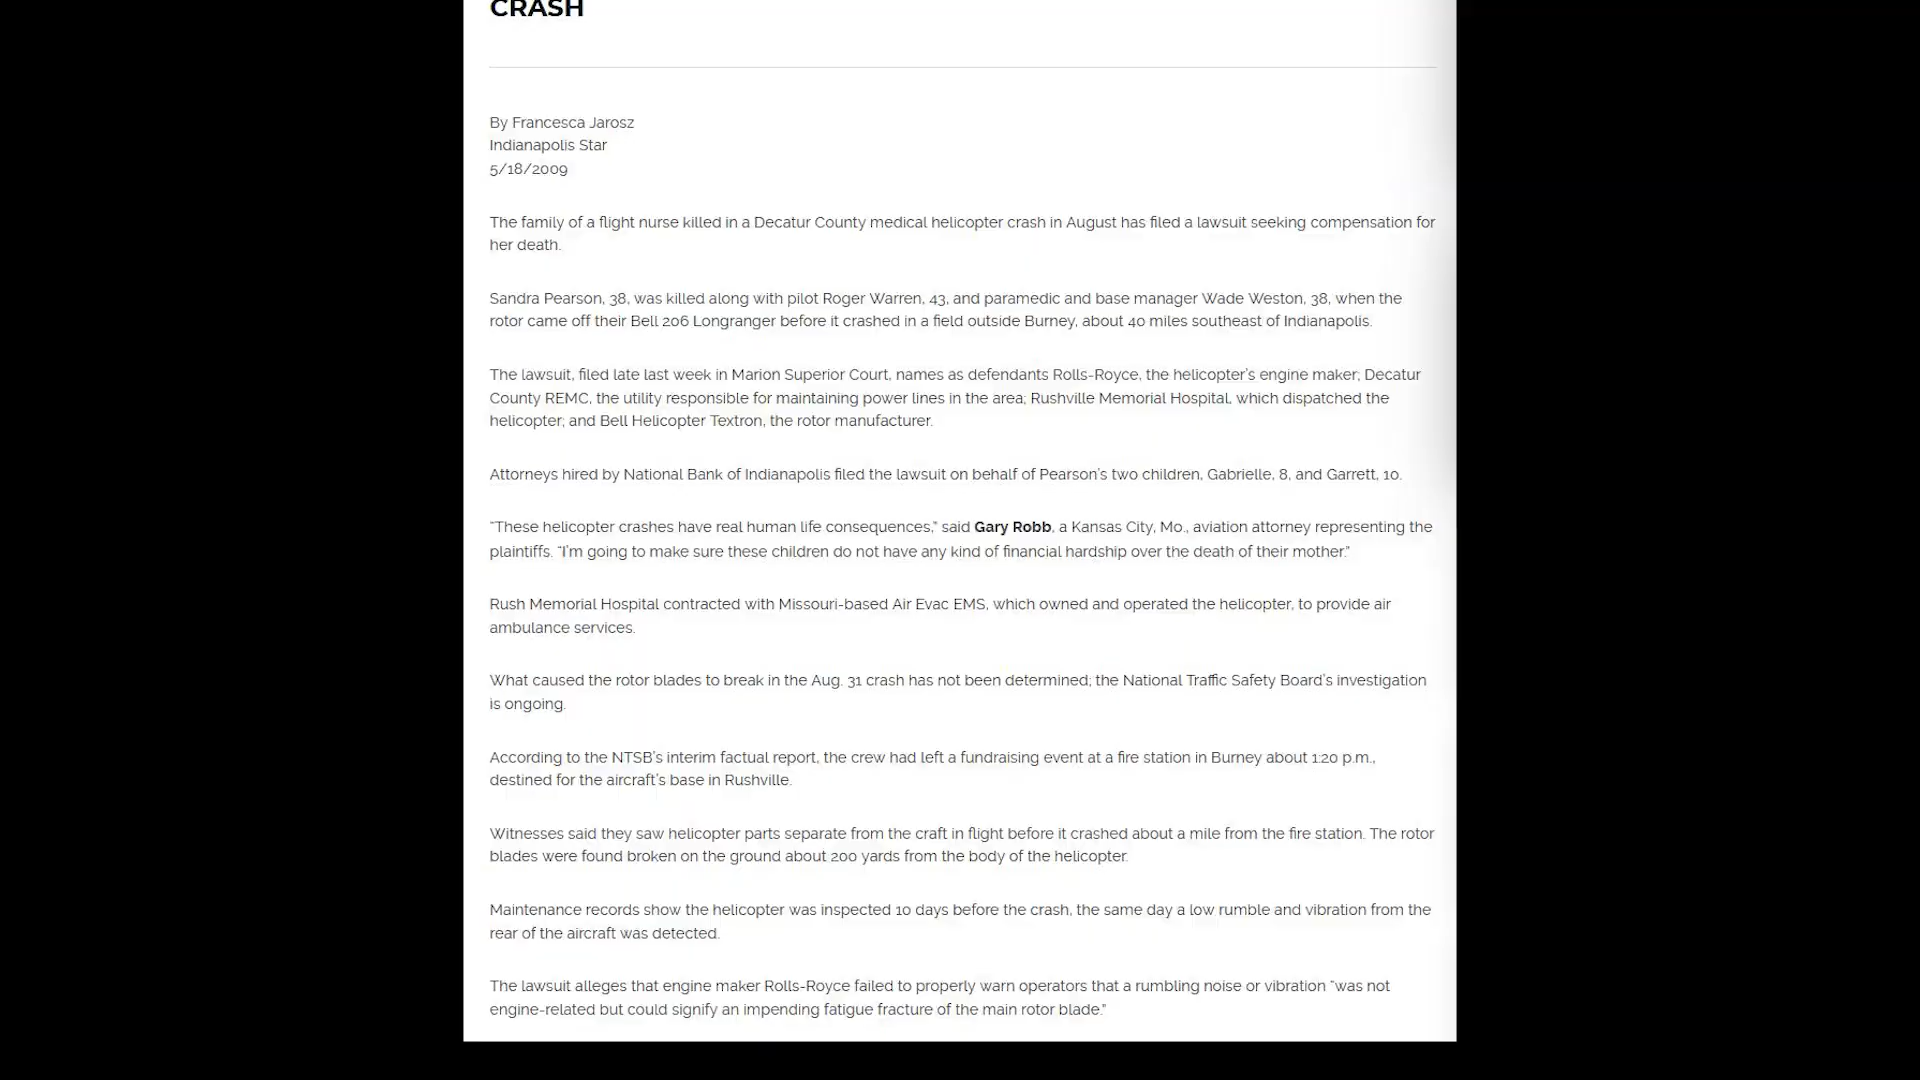 CRASH
By Francesca Jarosz
Indianapolis Star
5/18/2009
The family of a flight nurse killed in a Decatur County medical helicopter crash in August has filed a lawsuit seeking compensation for
her death.
Sandra Pearson, 38, was killed along with pilot Roger Warren, 43, and paramedic and base manager Wade Weston, 38, when the
rotor came off their Bell 206 Longranger before it crashed in a field outside Burney, about 40 miles southeast of Indianapolis.
The lawsuit, filed late last week in Marion Superior Court, names as defendants Rolls-Royce, the helicopter's engine maker; Decatur
County REMC, the utility responsible for maintaining power lines in the area; Rushville Memorial Hospital, which dispatched the
helicopter; and Bell Helicopter Textron, the rotor manufacturer.
Attorneys hired by National Bank of Indianapolis filed the lawsuit on behalf of Pearson's two children, Gabrielle, 8, and Garrett, 10.
“These helicopter crashes have real human life consequences,” said Gary Robb, a Kansas City, Mo., aviation attorney representing the
plaintiffs. “I'm going to make sure these children do not have any kind of financial hardship over the death of their mother.”
Rush Memorial Hospital contracted with Missouri-based Air Evac EMS, which owned and operated the helicopter, to provide air
ambulance services.
What caused the rotor blades to break in the Aug. 31 crash has not been determined; the National Traffic Safety Board's investigation
is ongoing.
According to the NTSB's interim factual report, the crew had left a fundraising event at a fire station in Burney about 1:20 p.m.,
destined for the aircraft's base in Rushville.
Witnesses said they saw helicopter parts separate from the craft in flight before it crashed about a mile from the fire station. The rotor
blades were found broken on the ground about 200 yards from the body of the helicopter.
Maintenance records show the helicopter was inspected 10 days before the crash, the same day a low rumble and vibration from the
rear of the aircraft was detected.
The lawsuit alleges that engine maker Rolls-Royce failed to properly warn operators that a rumbling noise or vibration “was not
engine-related but could signify an impending fatigue fracture of the main rotor blade.”